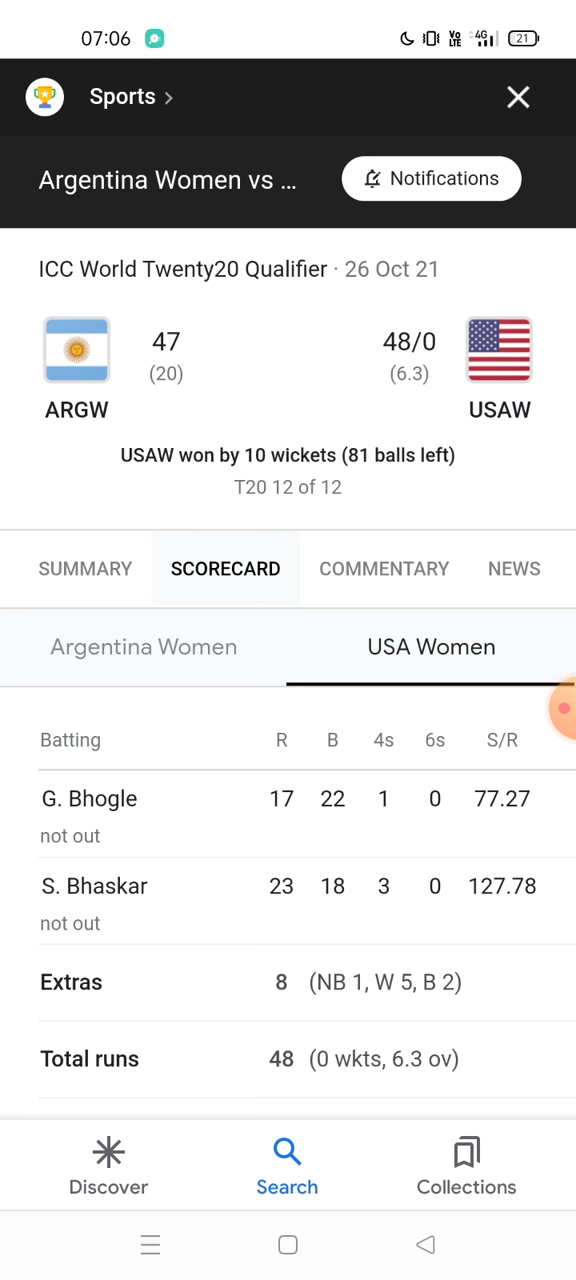 07:06
VoLTE 4G 21
Sports >
Argentina Women vs ...
Notifications
ICC World Twenty20 Qualifier · 26 Oct 21
47 48/0
(20) (6.3)
ARGW USAW
USAW won by 10 wickets (81 balls left)
T20 12 of 12
SUMMARY SCORECARD COMMENTARY NEWS
Argentina Women USA Women
Batting R B 4s 6s S/R
G. Bhogle 17 22 1 0 77.27
not out
S. Bhaskar 23 18 3 0 127.78
not out
Extras 8 (NB 1, W 5, B 2)
Total runs 48 (0 wkts, 6.3 ov)
Discover Search Collections